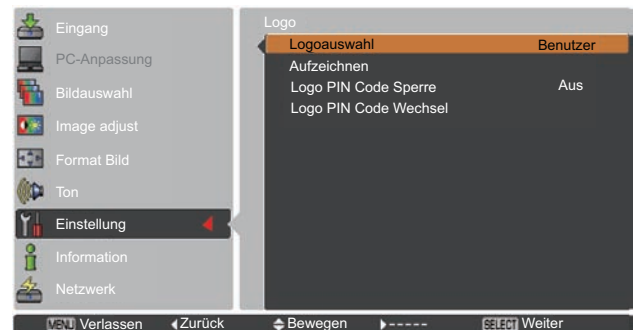 Eingang
PC-Anpassung
Bildauswahl
Image adjust
Format Bild
Ton
Einstellung
Information
Netzwerk
Logo
Logoauswahl Benutzer
Aufzeichnen
Logo PIN Code Sperre Aus
Logo PIN Code Wechsel
MENU Verlassen Zurück Bewegen ----- SELECT Weiter